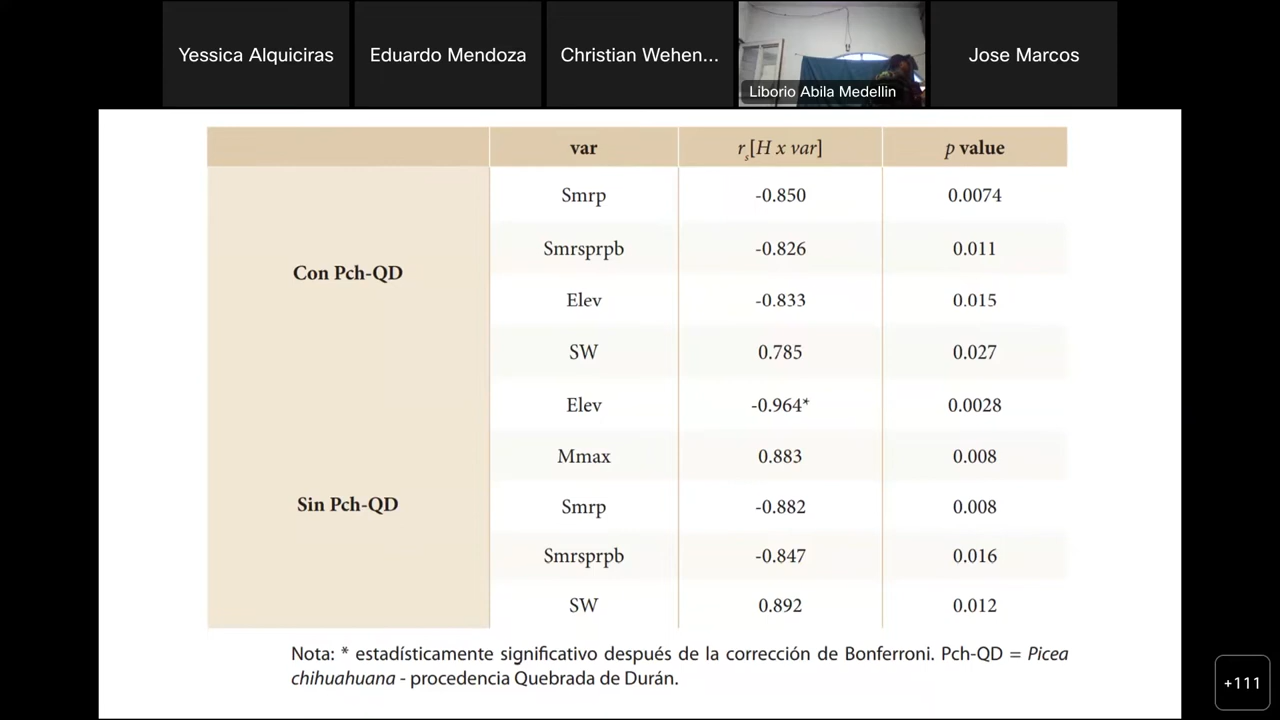 Yessica Alquiciras
Eduardo Mendoza
Christian Wehen...
Liborio Abila Medellin
Jose Marcos
var rs[H x var] p value
Con Pch-QD
Smrp -0.850 0.0074
Smrsprpb -0.826 0.011
Elev -0.833 0.015
SW 0.785 0.027
Sin Pch-QD
Elev -0.964* 0.0028
Mmax 0.883 0.008
Smrp -0.882 0.008
Smrsprpb -0.847 0.016
SW 0.892 0.012
Nota: * estadísticamente significativo después de la corrección de Bonferroni. Pch-QD = Picea
chihuahuana - procedencia Quebrada de Durán.
+111